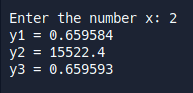 Enter the number x: 2
y1 = 0.659584
y2 = 15522.4
y3 = 0.659593